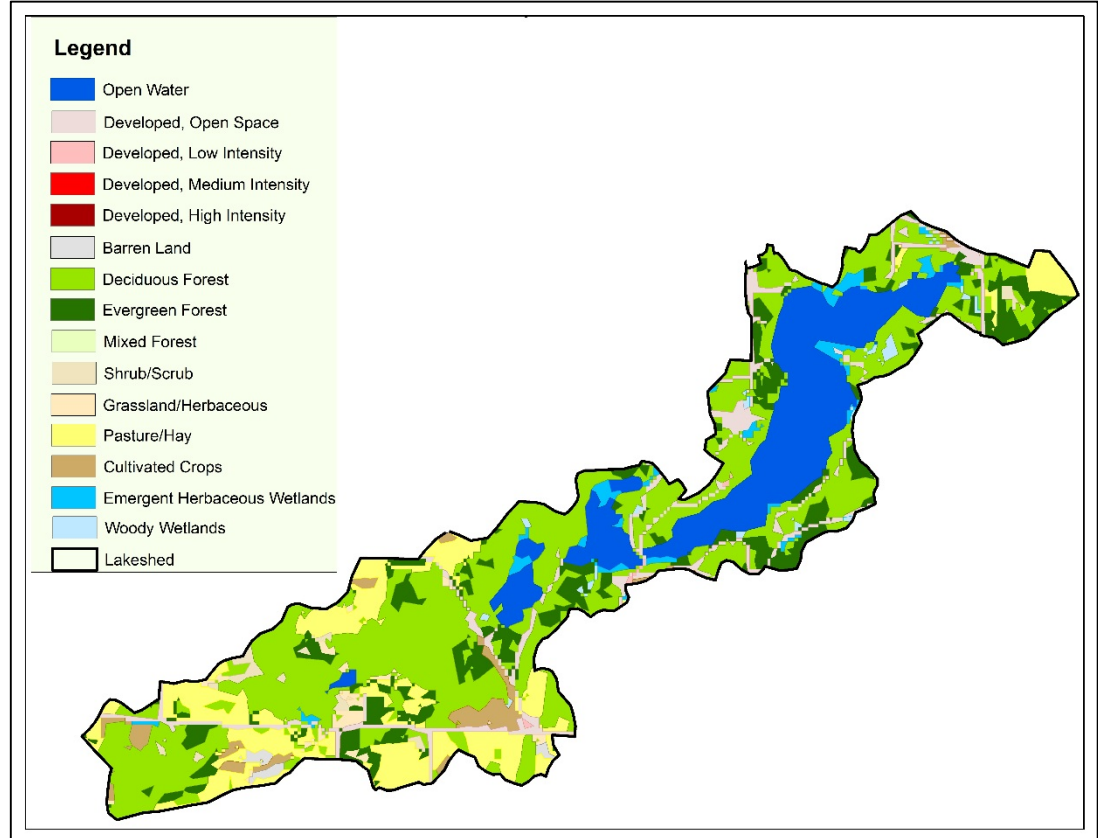 Legend
Open Water
Developed, Open Space
Developed, Low Intensity
Developed, Medium Intensity
Developed, High Intensity
Barren Land
Deciduous Forest
Evergreen Forest
Mixed Forest
Shrub/Scrub
Grassland/Herbaceous
Pasture/Hay
Cultivated Crops
Emergent Herbaceous Wetlands
Woody Wetlands
Lakeshed